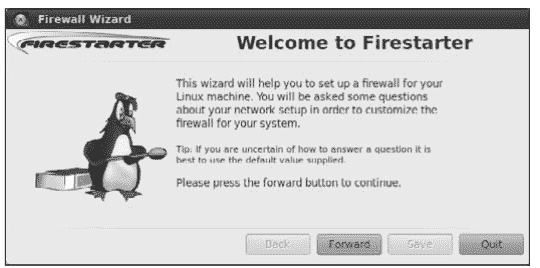 Firewall Wizard
FIRESTARTER
Welcome to Firestarter
This wizard will help you to set up a firewall for your
Linux machine. You will be asked some questions
about your network setup in order to customize the
firewall for your system.
Tip: If you are uncertain of how to answer a question it is
best to use the default value supplied.
Please press the forward button to continue.
Back
Forward
Save
Quit